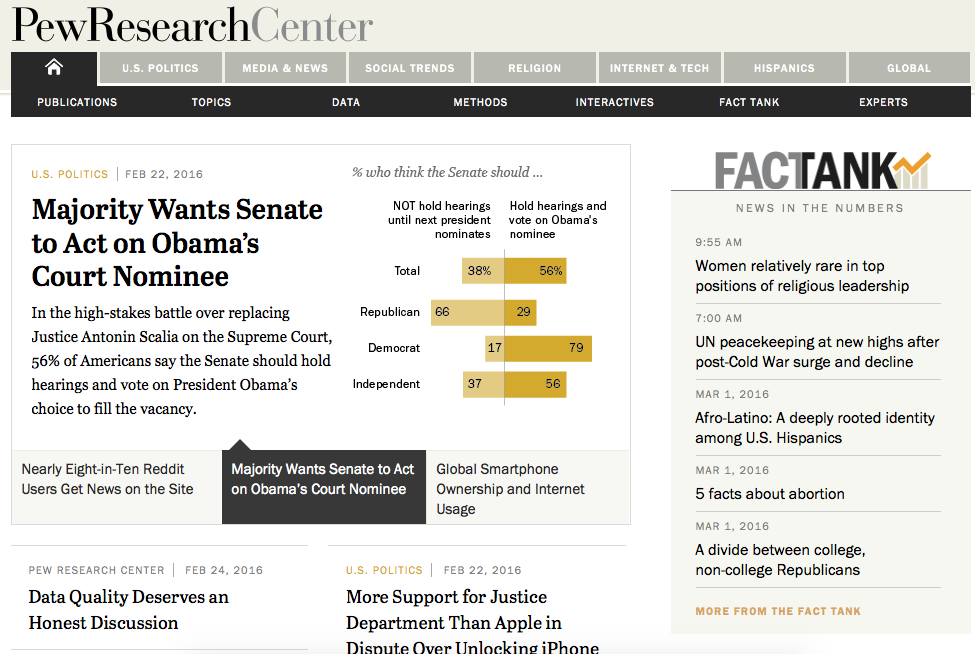 PewResearchCenter
U.S. POLITICS MEDIA & NEWS SOCIAL TRENDS RELIGION INTERNET & TECH HISPANICS GLOBAL
PUBLICATIONS TOPICS DATA METHODS INTERACTIVES FACT TANK EXPERTS
U.S. POLITICS | FEB 22, 2016
Majority Wants Senate
to Act on Obama’s
Court Nominee
In the high-stakes battle over replacing
Justice Antonin Scalia on the Supreme Court,
56% of Americans say the Senate should hold
hearings and vote on President Obama’s
choice to fill the vacancy.
% who think the Senate should ...
NOT hold hearings
until next president
nominates
Hold hearings and
vote on Obama's
nominee
Total 38% 56%
Republican 66 29
Democrat 17 79
Independent 37 56
Nearly Eight-in-Ten Reddit
Users Get News on the Site
Majority Wants Senate to Act
on Obama’s Court Nominee
Global Smartphone
Ownership and Internet
Usage
PEW RESEARCH CENTER | FEB 24, 2016
Data Quality Deserves an
Honest Discussion
U.S. POLITICS | FEB 22, 2016
More Support for Justice
Department Than Apple in
Dispute Over Unlocking iPhone
FACTANK
NEWS IN THE NUMBERS
9:55 AM
Women relatively rare in top
positions of religious leadership
7:00 AM
UN peacekeeping at new highs after
post-Cold War surge and decline
MAR 1, 2016
Afro-Latino: A deeply rooted identity
among U.S. Hispanics
MAR 1, 2016
5 facts about abortion
MAR 1, 2016
A divide between college,
non-college Republicans
MORE FROM THE FACT TANK